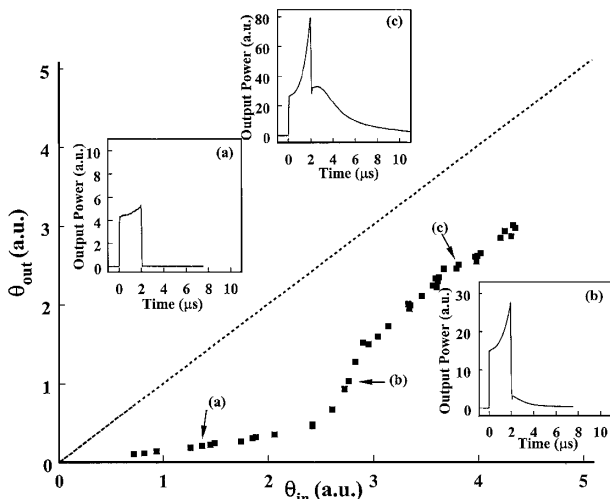 (c)
Output Power (a.u.)
80
60
40
20
0
0 2 4 6 8 10
Time (μs)
(a)
Output Power (a.u.)
10
8
6
4
2
0
0 2 4 6 8 10
Time (μs)
(b)
Output Power (a.u.)
30
20
10
0
0 2 4 6 8 10
Time (μs)
θout (a.u.)
5
4
3
2
1
0
(a)
(b)
(c)
0 1 2 3 4 5
θin (a.u.)